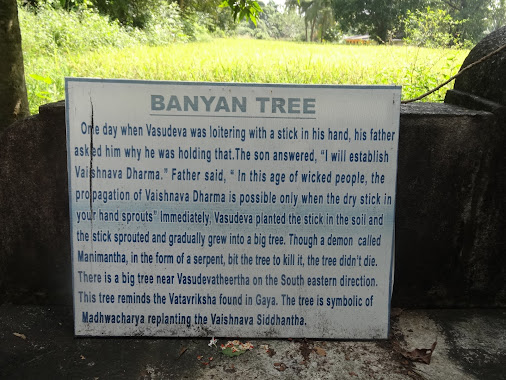 BANYAN TREE
One day when Vasudeva was loitering with a stick in his hand, his father
asked him why he was holding that.The son answered, "I will establish
Vaishnava Dharma." Father said, " In this age of wicked people, the
propagation of Vaishnava Dharma is possible only when the dry stick in
your hand sprouts" Immediately, Vasudeva planted the stick in the soil and
the stick sprouted and gradually grew into a big tree. Though a demon called
Manimantha, in the form of a serpent, bit the tree to kill it, the tree didn't die.
There is a big tree near Vasudevatheertha on the South eastern direction.
This tree reminds the Vatavriksha found in Gaya. The tree is symbolic of
Madhwacharya replanting the Vaishnava Siddhantha.